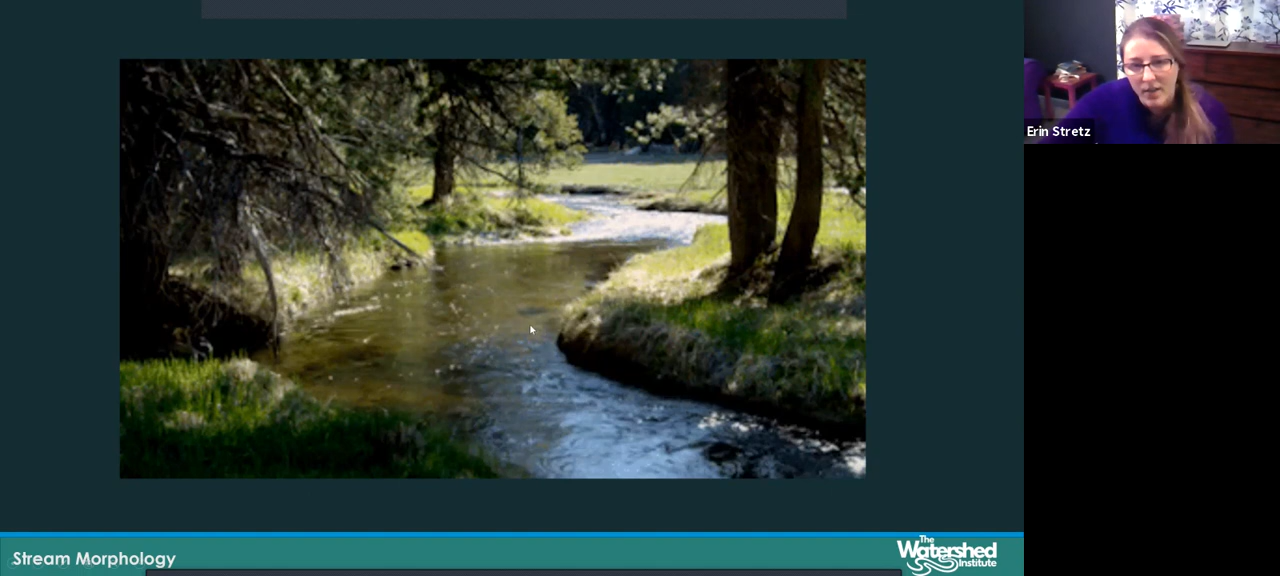 Erin Stretz
Stream Morphology
The
Watershed
Institute